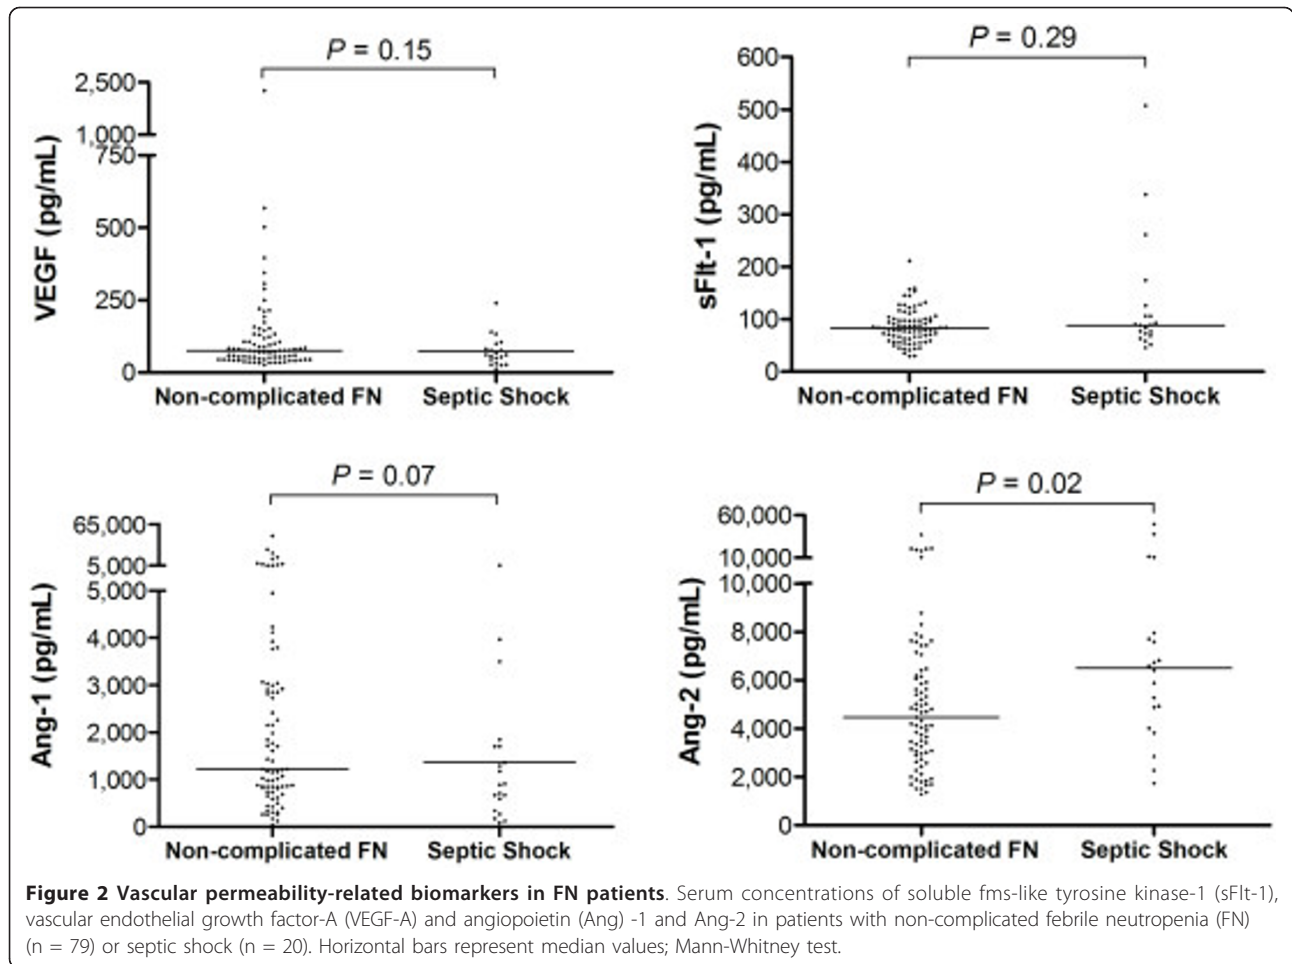 P = 0.15
2,500
1,000
750
500
250
0
VEGF (pg/mL)
Non-complicated FN Septic Shock
P = 0.29
600
500
400
300
200
100
0
sFlt-1 (pg/mL)
Non-complicated FN Septic Shock
P = 0.07
65,000
5,000
5,000
4,000
3,000
2,000
1,000
0
Ang-1 (pg/mL)
Non-complicated FN Septic Shock
P = 0.02
60,000
10,000
10,000
8,000
6,000
4,000
2,000
0
Ang-2 (pg/mL)
Non-complicated FN Septic Shock
Figure 2 Vascular permeability-related biomarkers in FN patients. Serum concentrations of soluble fms-like tyrosine kinase-1 (sFlt-1),
vascular endothelial growth factor-A (VEGF-A) and angiopoietin (Ang) -1 and Ang-2 in patients with non-complicated febrile neutropenia (FN)
(n = 79) or septic shock (n = 20). Horizontal bars represent median values; Mann-Whitney test.